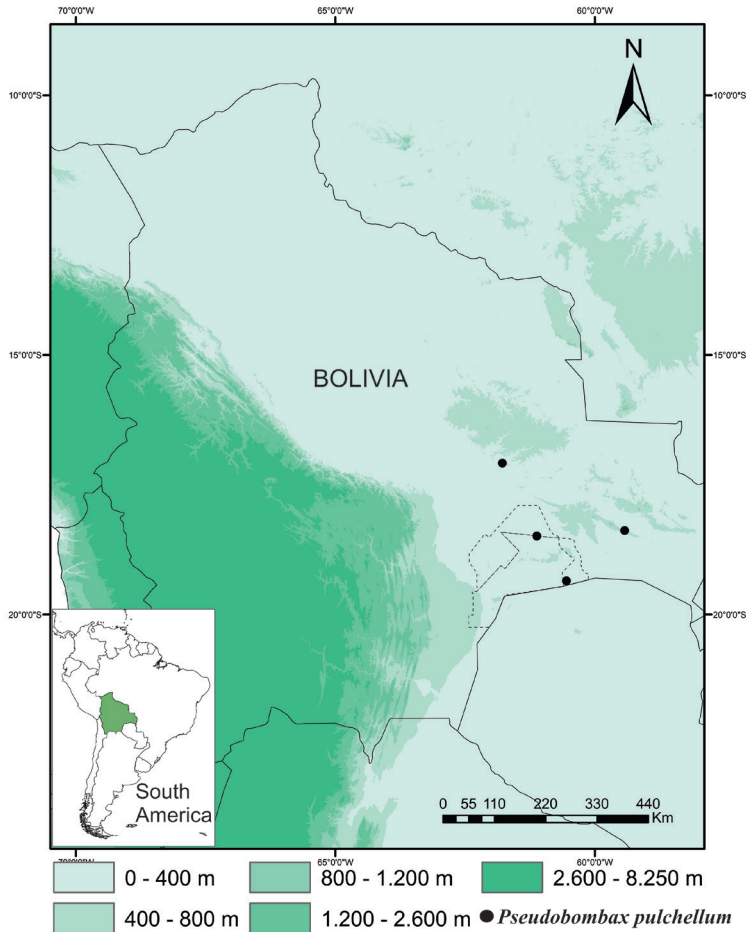 70°0'0"W 65°0'0"W 60°0'0"W
N
10°0'0"S 10°0'0"S
15°0'0"S 15°0'0"S
BOLIVIA
20°0'0"S 20°0'0"S
South
America
0 55 110 220 330 440
Km
70°0'0"W 65°0'0"W 60°0'0"W
0 - 400 m 800 - 1.200 m 2.600 - 8.250 m
400 - 800 m 1.200 - 2.600 m Pseudobombax pulchellum